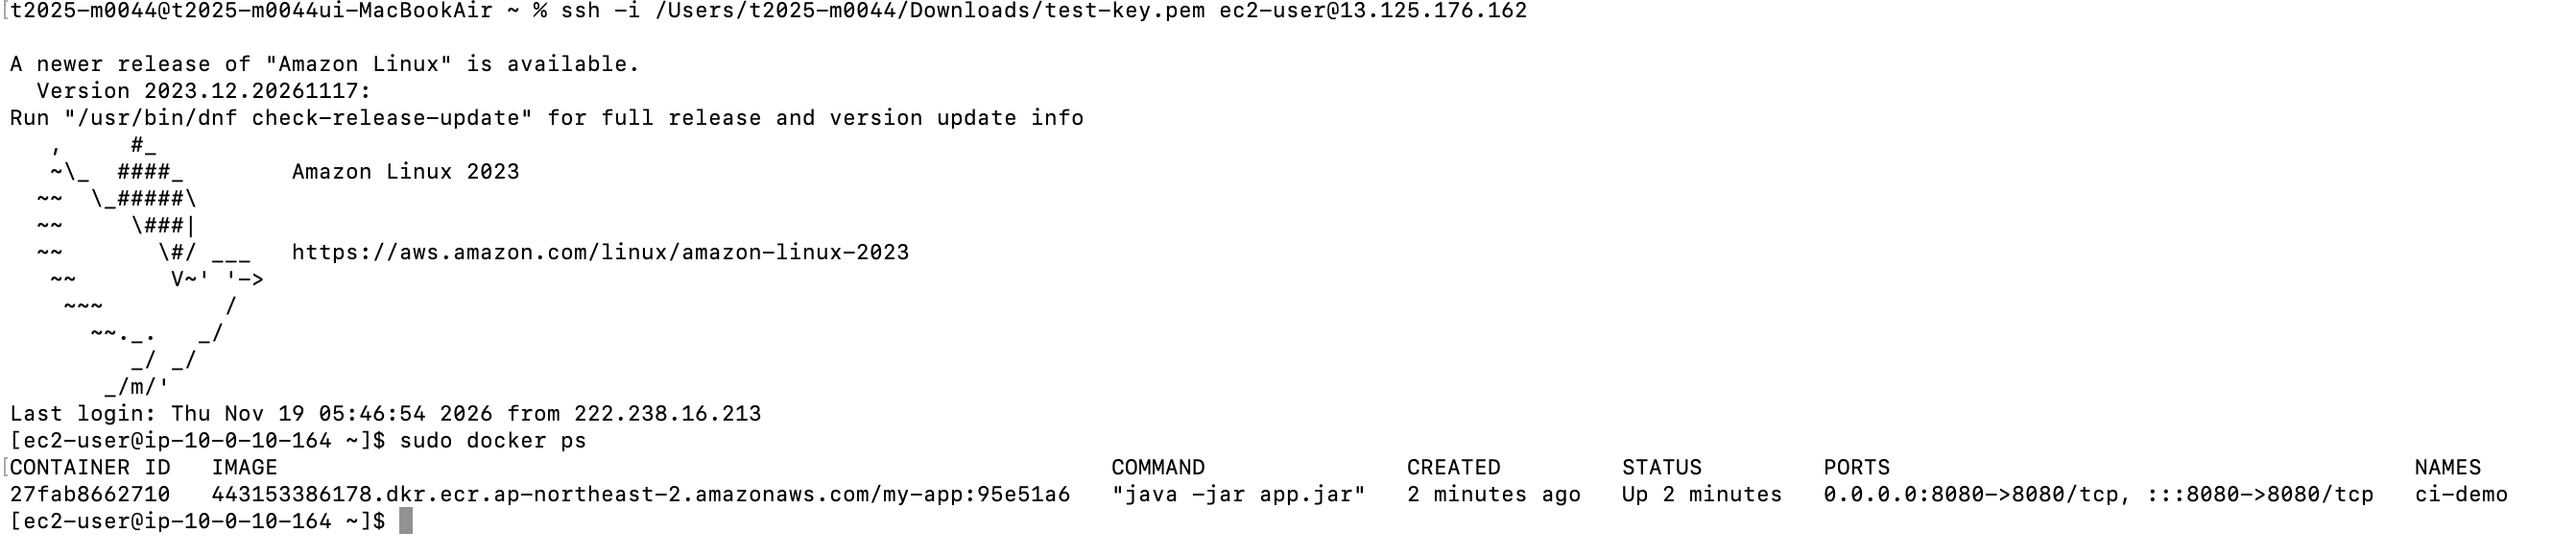 [t2025-m0044@t2025-m0044ui-MacBookAir ~ % ssh -i /Users/t2025-m0044/Downloads/test-key.pem ec2-user@13.125.176.162

A newer release of "Amazon Linux" is available.
  Version 2023.12.20261117:
Run "/usr/bin/dnf check-release-update" for full release and version update info
   ,     #_
   ~\_  ####_        Amazon Linux 2023
  ~~  \_#####\
  ~~     \###|
  ~~       \#/ ___   https://aws.amazon.com/linux/amazon-linux-2023
   ~~       V~' '->
    ~~~         /
      ~~._.   _/
         _/ _/
       _/m/'
Last login: Thu Nov 19 05:46:54 2026 from 222.238.16.213
[ec2-user@ip-10-0-10-164 ~]$ sudo docker ps
[CONTAINER ID   IMAGE                                                              COMMAND               CREATED         STATUS         PORTS                                       NAMES
27fab8662710   443153386178.dkr.ecr.ap-northeast-2.amazonaws.com/my-app:95e51a6   "java -jar app.jar"   2 minutes ago   Up 2 minutes   0.0.0.0:8080->8080/tcp, :::8080->8080/tcp   ci-demo
[ec2-user@ip-10-0-10-164 ~]$